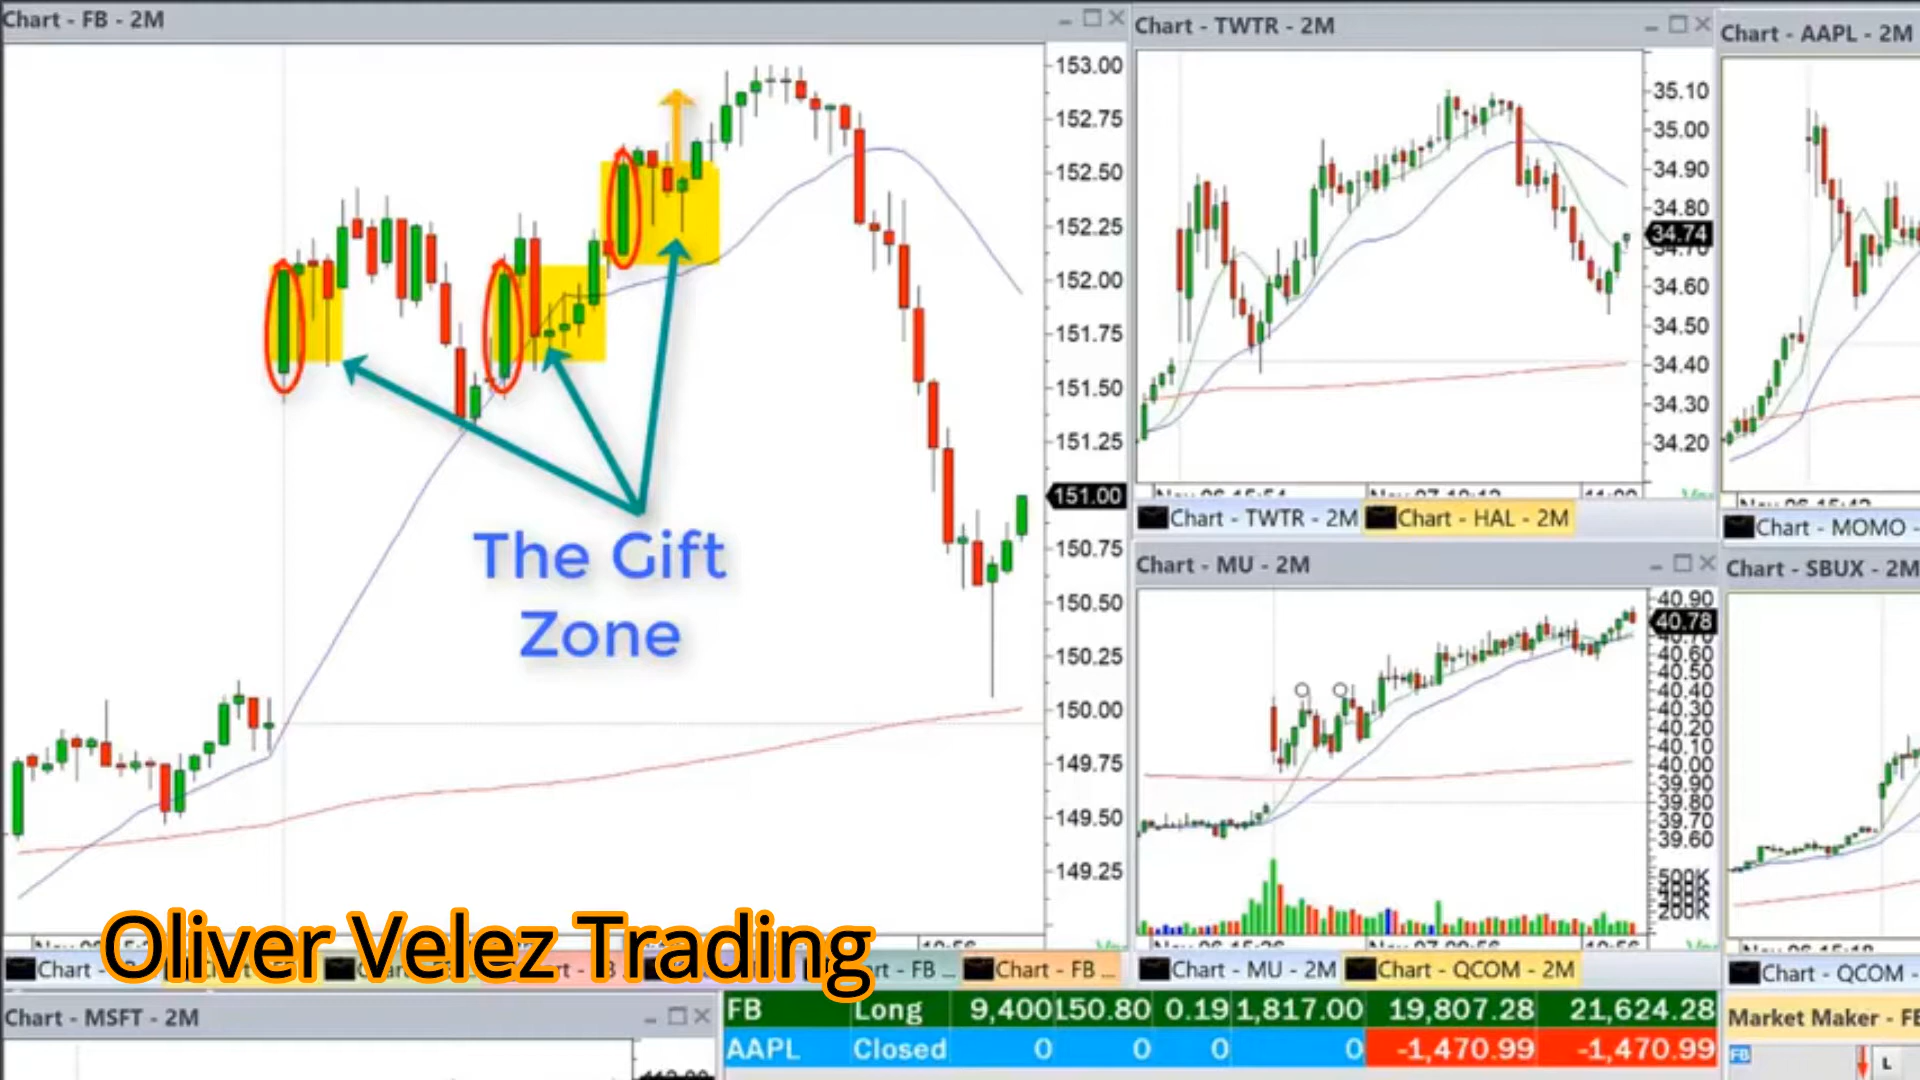 Chart - FB - 2M
153.00
152.75
152.50
152.25
152.00
151.75
151.50
151.25
151.00
150.75
150.50
150.25
150.00
149.75
149.50
149.25
The Gift
Zone
Oliver Velez Trading
Chart - FB ...
Chart - TWTR - 2M
35.10
35.00
34.90
34.80
34.74
34.60
34.50
34.40
34.30
34.20
Chart - TWTR - 2M
Chart - HAL - 2M
Chart - AAPL - 2M
Chart - MOMO -
Chart - MU - 2M
40.90
40.78
40.60
40.50
40.40
40.30
40.20
40.10
40.00
39.90
39.80
39.70
39.60
500K
400K
200K
Chart - MU - 2M
Chart - QCOM - 2M
Chart - SBUX - 2M
Chart - QCOM -
Chart - MSFT - 2M
FB Long 9,400 150.80 0.19 1,817.00 19,807.28 21,624.28
AAPL Closed 0 0 0 0 -1,470.99 -1,470.99
Market Maker - FB
FB
L